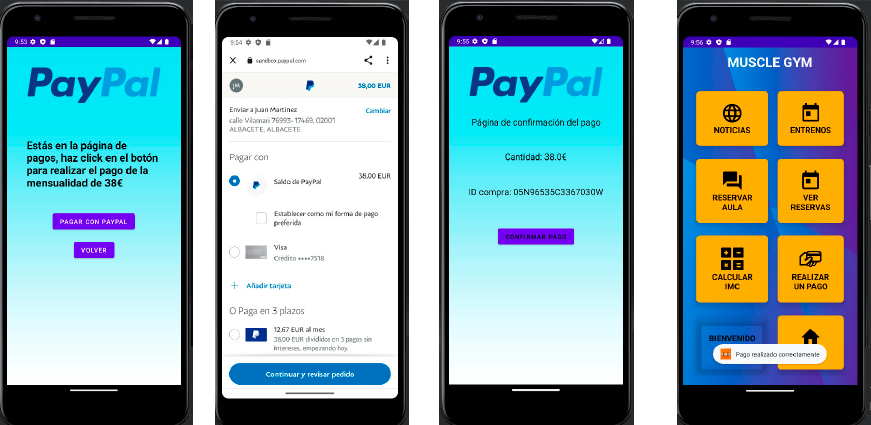 9:53
PayPal
Estás en la página de
pagos, haz click en el botón
para realizar el pago de la
mensualidad de 38€
PAGAR CON PAYPAL
VOLVER
9:54
sandbox.paypal.com
JM
38,00 EUR
Enviar a Juan Martínez
Cambiar
calle Vilamarí 76993- 17469, 02001
ALBACETE, ALBACETE
Pagar con
Saldo de PayPal
38,00 EUR
Establecer como mi forma de pago
preferida
Visa
Crédito ••••7518
Añadir tarjeta
O Paga en 3 plazos
12,67 EUR al mes
38,00 EUR divididos en 3 pagos sin
intereses, empezando hoy.
Continuar y revisar pedido
9:55
PayPal
Página de confirmación del pago
Cantidad: 38.0€
ID compra: 05N96535C3367030W
CONFIRMAR PAGO
9:56
MUSCLE GYM
NOTICIAS
ENTRENOS
RESERVAR
AULA
VER
RESERVAS
CALCULAR
IMC
REALIZAR
UN PAGO
BIENVENIDO
Pago realizado correctamente